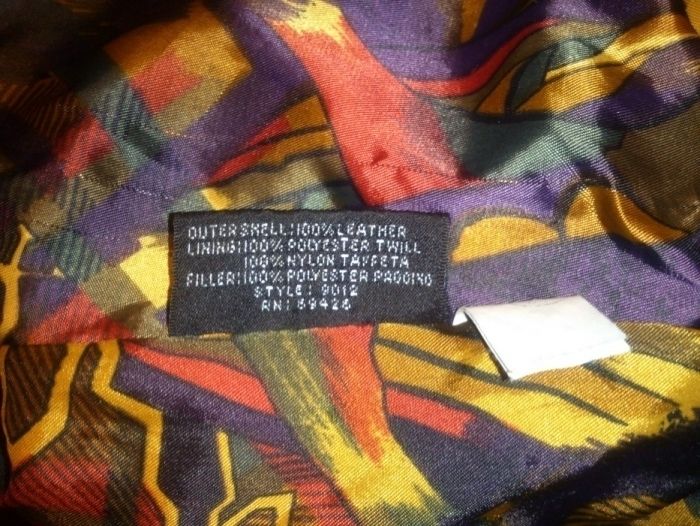 OUTER SHELL: 100% LEATHER
LINING: 100% POLYESTER TWILL
100% NYLON TAFFETA
FILLER: 100% POLYESTER PADDING
STYLE: 9012
RN: 59426